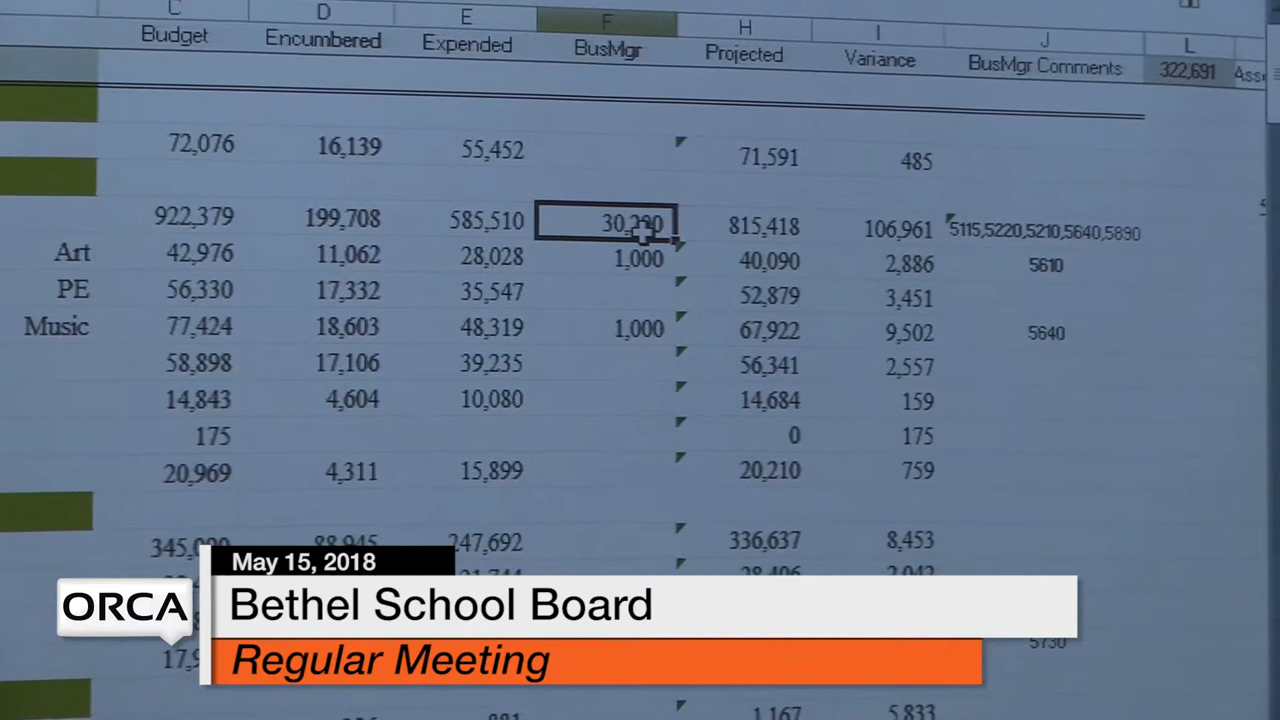 C D E F H I J L
Budget Encumbered Expended BusMgr Projected Variance BusMgr Comments 322,691
72,076 16,139 55,452 71,591 485
922,379 199,708 585,510 815,418 106,961 5115,5220,5210,5640,5890
Art 42,976 11,062 28,028 1,000 40,090 2,886 5610
PE 56,330 17,332 35,547 52,879 3,451
Music 77,424 18,603 48,319 1,000 67,922 9,502 5640
58,898 17,106 39,235 56,341 2,557
14,843 4,604 10,080 14,684 159
175 0 175
20,969 4,311 15,899 20,210 759
247,692 336,637 8,453
May 15, 2018
ORCA
Bethel School Board
Regular Meeting
1,167 5,833